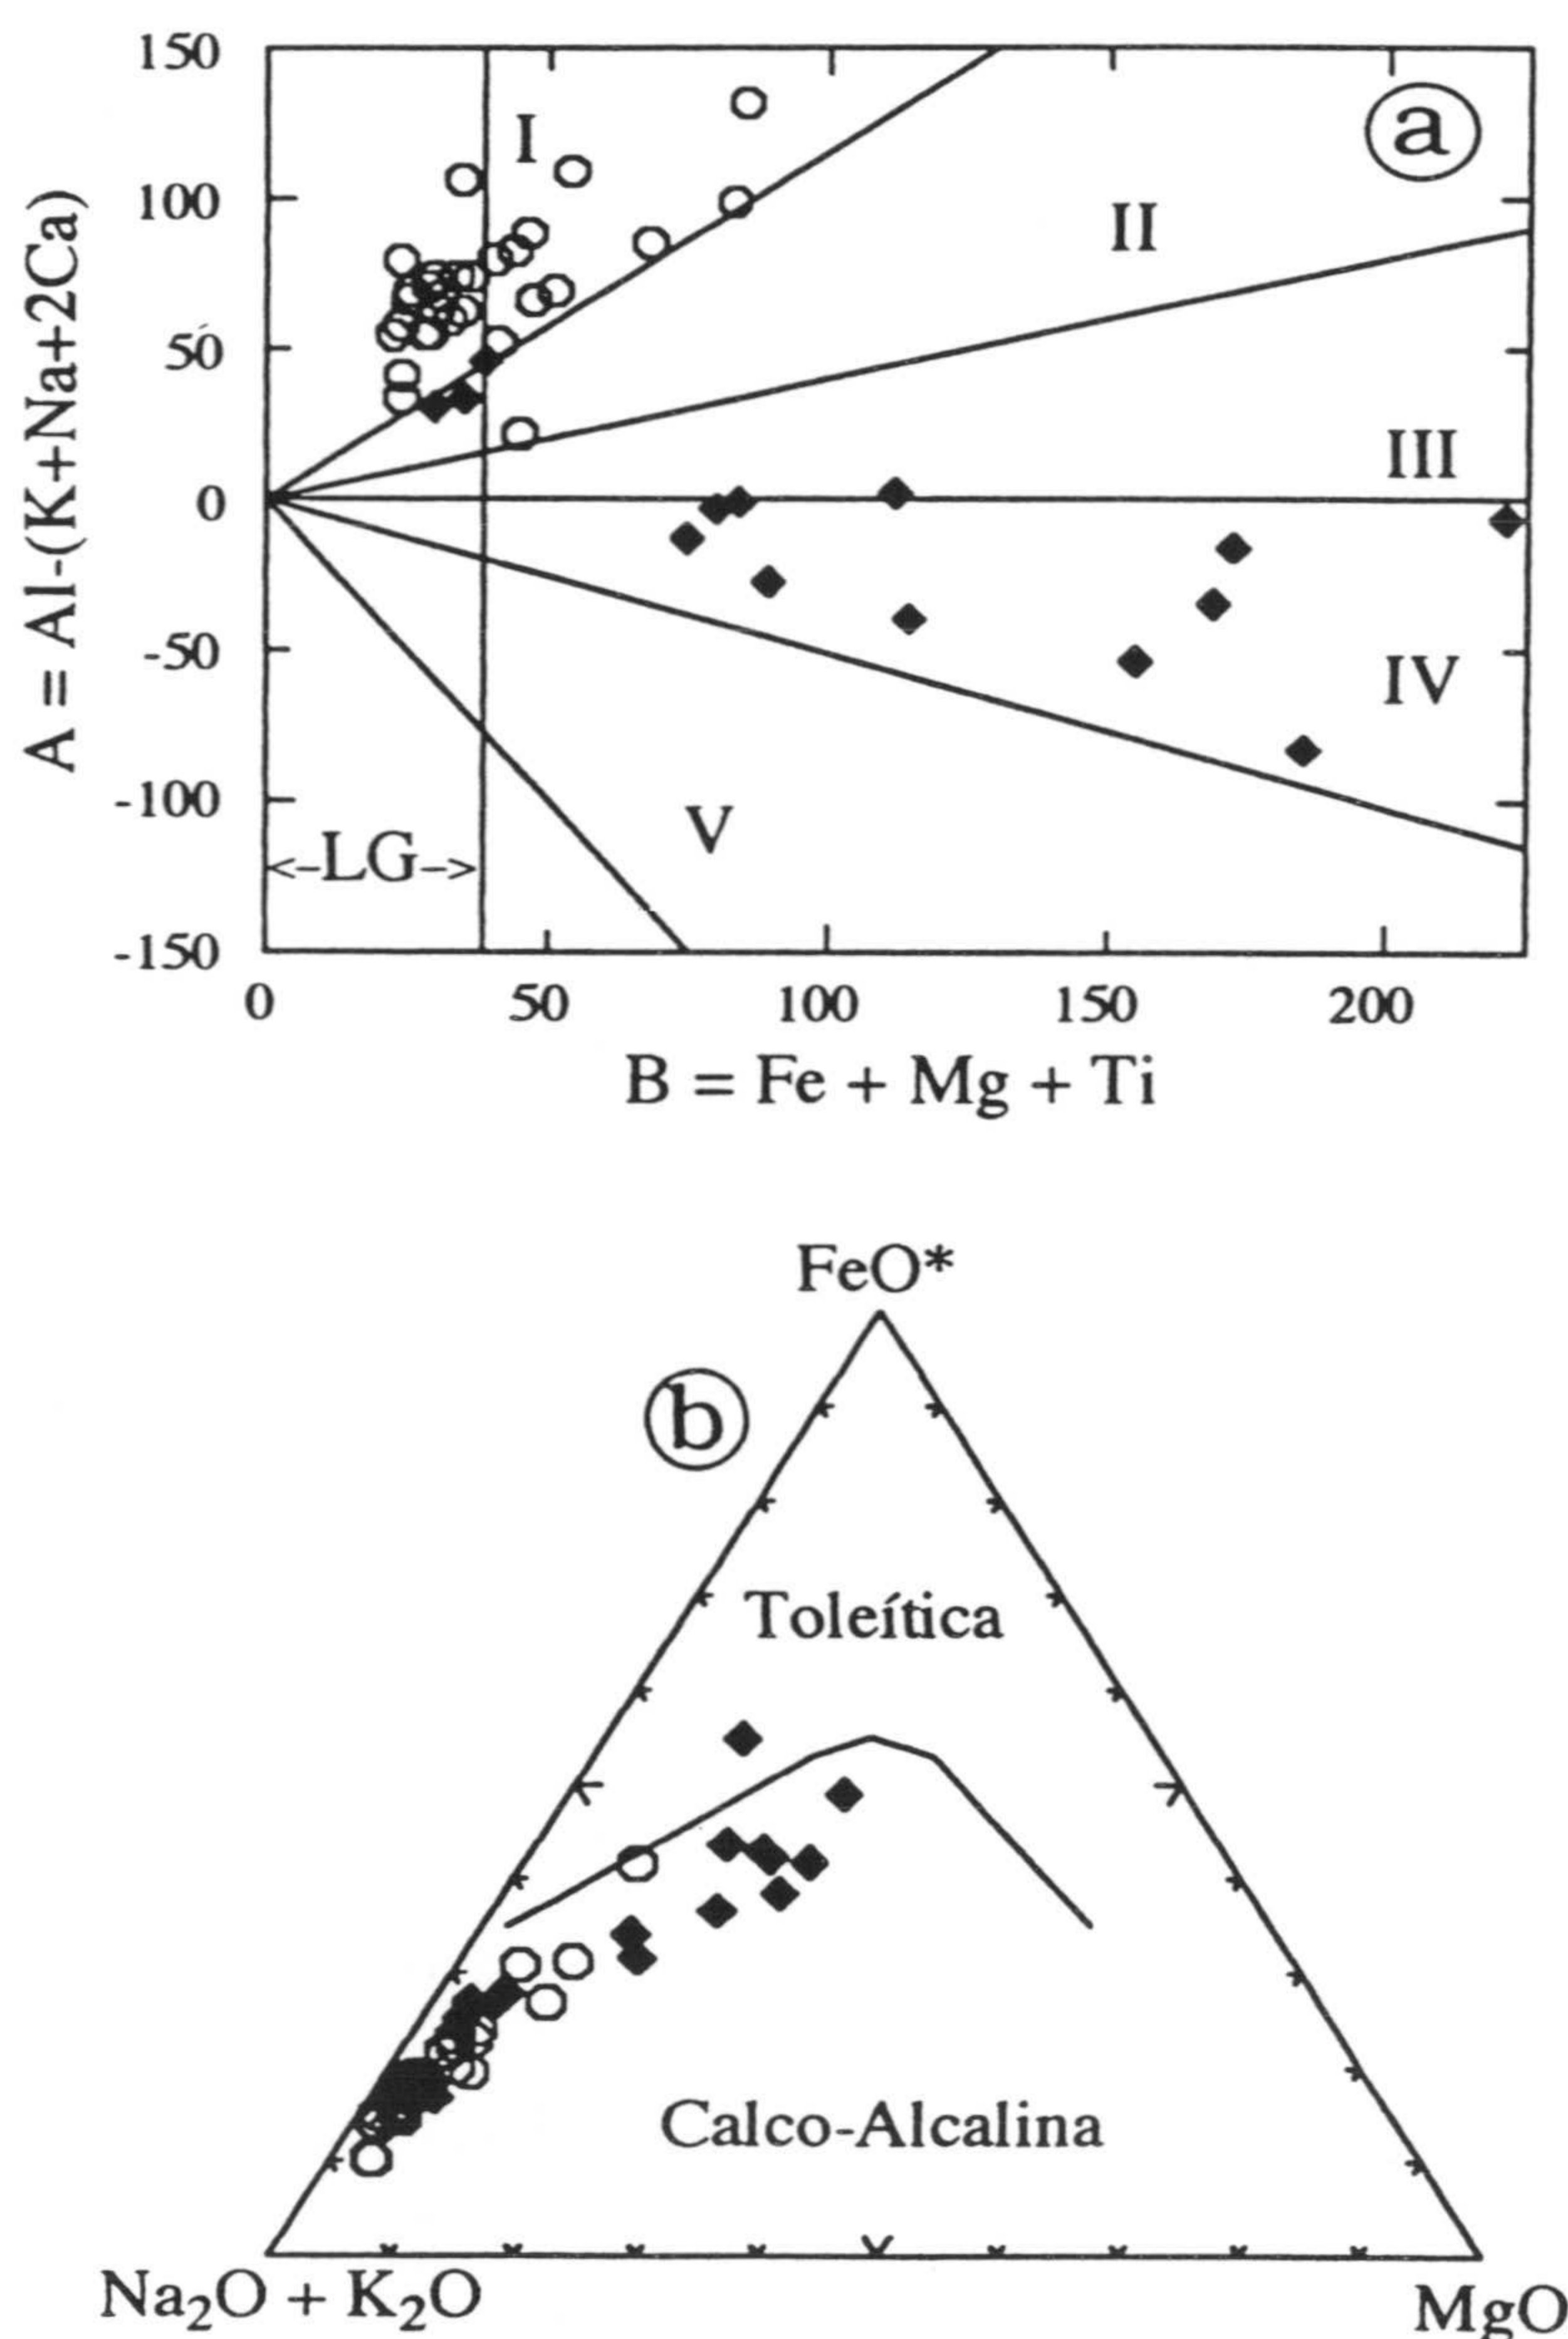 150
100
50
0
-50
-100
-150
A = Al-(K+Na+2Ca)
I
a
II
III
IV
V
<-LG->
0 50 100 150 200
B = Fe + Mg + Ti
FeO*
b
Toleítica
Calco-Alcalina
Na₂O + K₂O
MgO